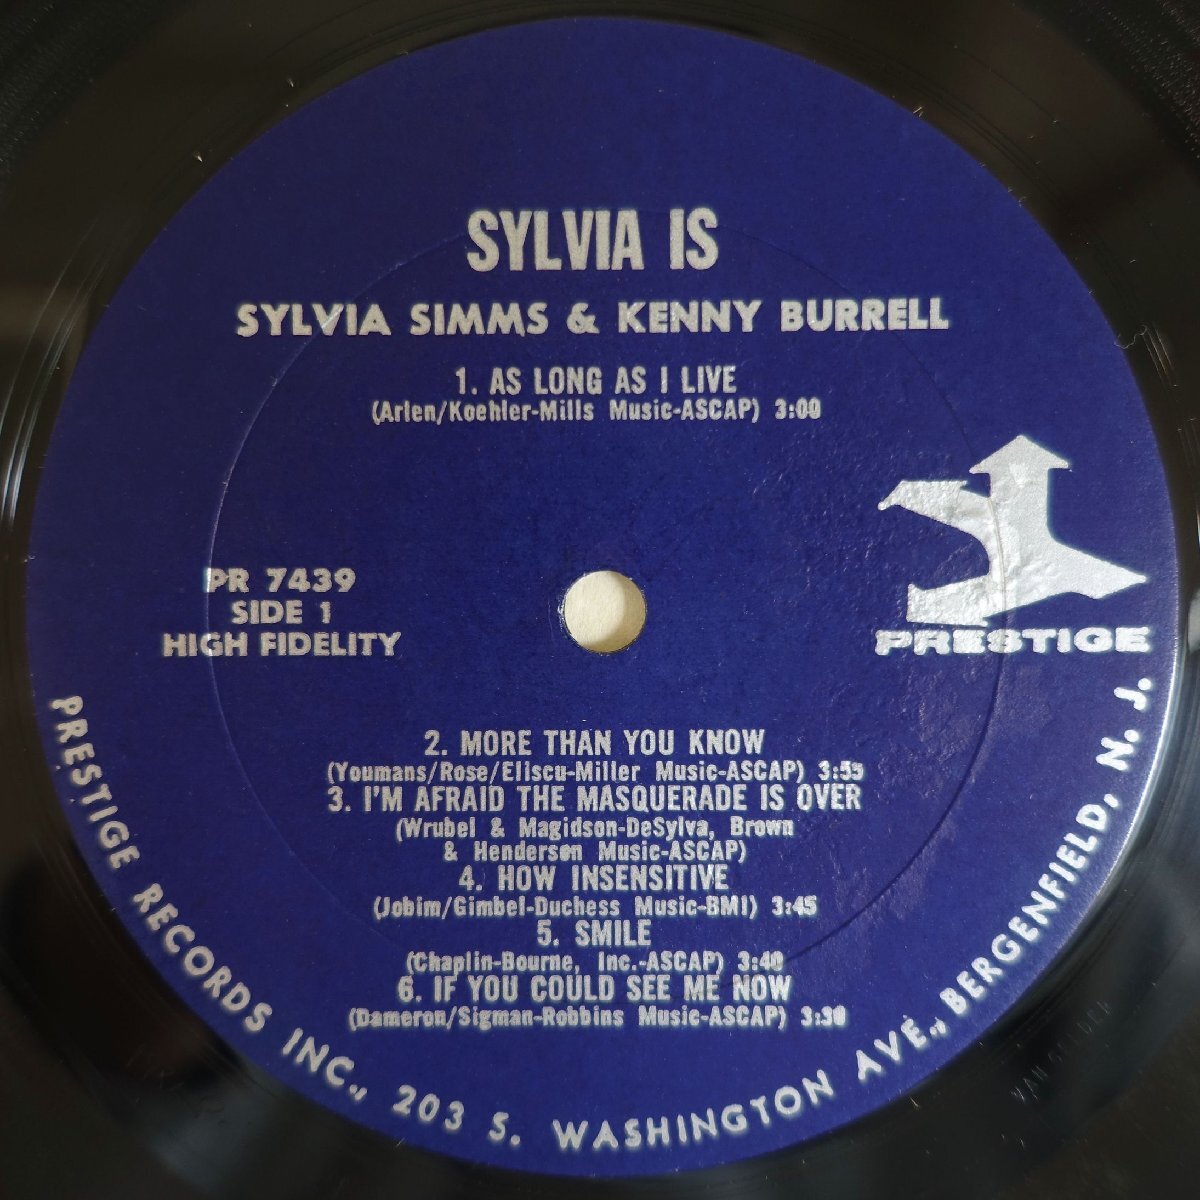 SYLVIA IS
SYLVIA SIMMS & KENNY BURRELL
1. AS LONG AS I LIVE
(Arlen/Koehler-Mills Music-ASCAP) 3:00
PR 7439
SIDE 1
HIGH FIDELITY
PRESTIGE
2. MORE THAN YOU KNOW
(Youmans/Rose/Eliscu-Miller Music-ASCAP) 3:55
3. I'M AFRAID THE MASQUERADE IS OVER
(Wrubel & Magidson-DeSylva, Brown
& Henderson Music-ASCAP)
4. HOW INSENSITIVE
(Jobim/Gimbel-Duchess Music-BMI) 3:45
5. SMILE
(Chaplin-Bourne, Inc.-ASCAP) 3:40
6. IF YOU COULD SEE ME NOW
(Dameron/Sigman-Robbins Music-ASCAP) 3:30
PRESTIGE RECORDS INC., 203 S. WASHINGTON AVE., BERGENFIELD, N. J.